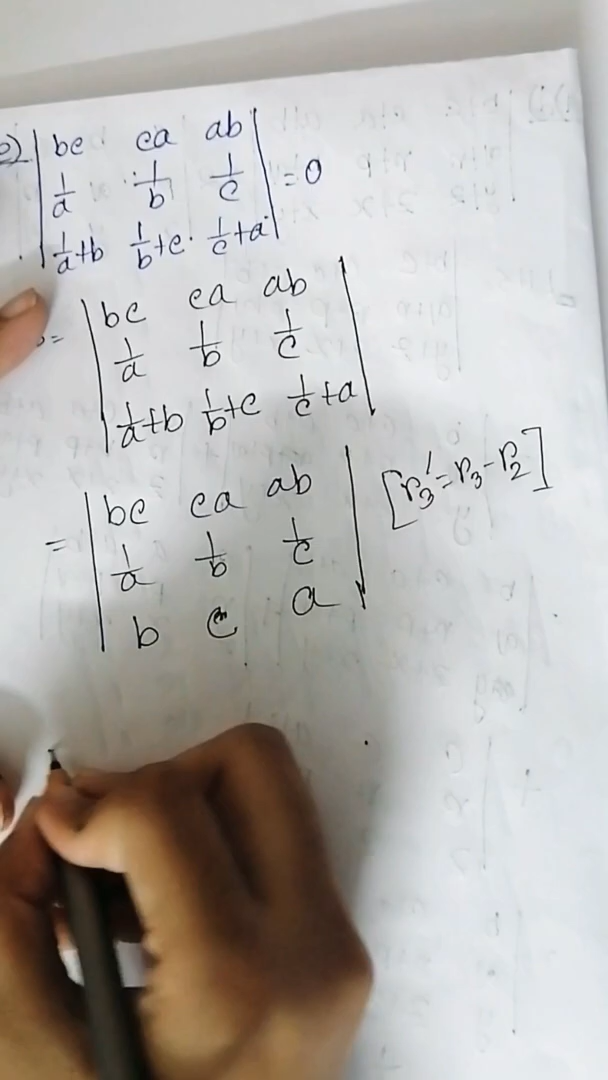 e) | bc ca ab |
| 1/a 1/b 1/c | = 0
| 1/a+b 1/b+c 1/c+a |
= | bc ca ab |
| 1/a 1/b 1/c |
| 1/a+b 1/b+c 1/c+a |
= | bc ca ab | [r₃′=r₃-r₂]
| 1/a 1/b 1/c |
| b c a |